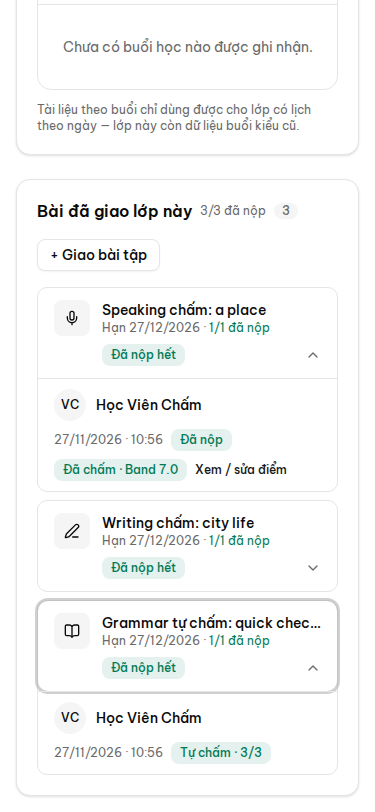 Chưa có buổi học nào được ghi nhận.
Tài liệu theo buổi chỉ dùng được cho lớp có lịch
theo ngày — lớp này còn dữ liệu buổi kiểu cũ.
Bài đã giao lớp này 3/3 đã nộp 3
+ Giao bài tập
Speaking chấm: a place
Hạn 27/12/2026 · 1/1 đã nộp
Đã nộp hết
VC Học Viên Chấm
27/11/2026 · 10:56 Đã nộp
Đã chấm · Band 7.0 Xem / sửa điểm
Writing chấm: city life
Hạn 27/12/2026 · 1/1 đã nộp
Đã nộp hết
Grammar tự chấm: quick chec...
Hạn 27/12/2026 · 1/1 đã nộp
Đã nộp hết
VC Học Viên Chấm
27/11/2026 · 10:56 Tự chấm · 3/3